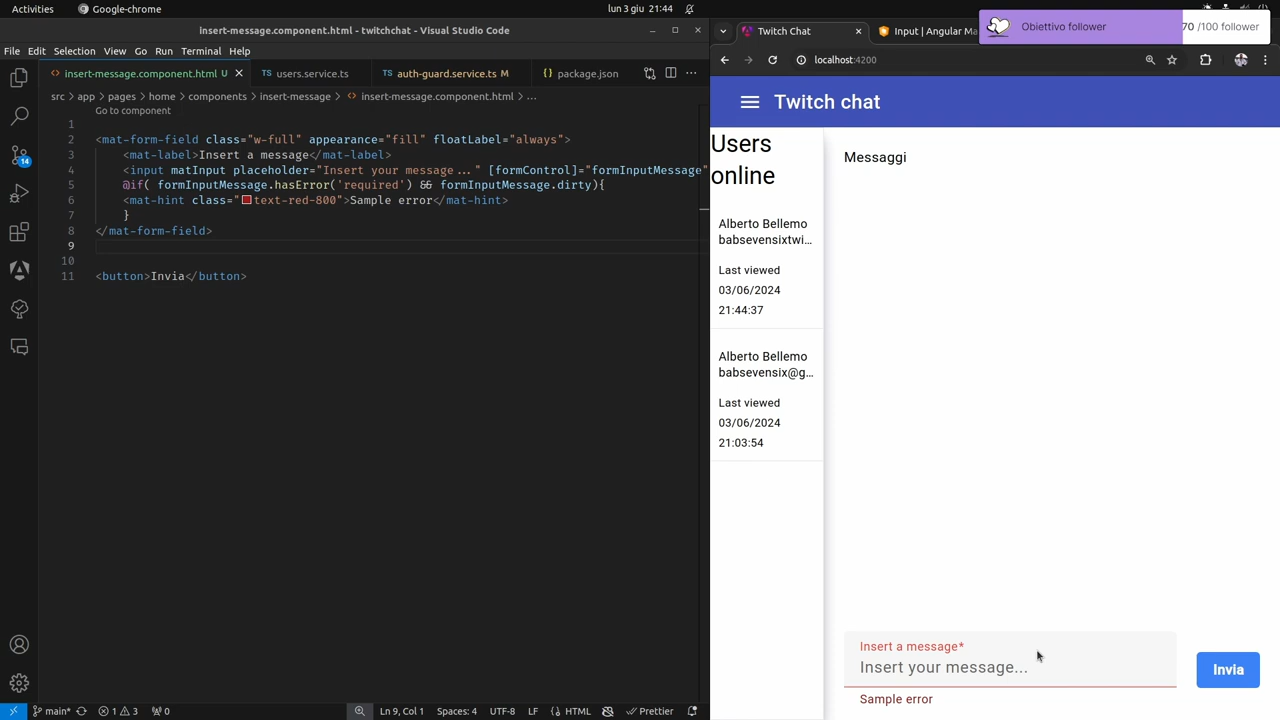 Activities
Google-chrome
lun 3 giu 21:44
insert-message.component.html - twitchchat - Visual Studio Code
File Edit Selection View Go Run Terminal Help
insert-message.component.html U
TS users.service.ts
TS auth-guard.service.ts M
{} package.json
src > app > pages > home > components > insert-message > <> insert-message.component.html > ...
Go to component
1
2 <mat-form-field class="w-full" appearance="fill" floatLabel="always">
3 <mat-label>Insert a message</mat-label>
4 <input matInput placeholder="Insert your message..." [formControl]="formInputMessage"
5 @if( formInputMessage.hasError('required') && formInputMessage.dirty){
6 <mat-hint class="text-red-800">Sample error</mat-hint>
7 }
8 </mat-form-field>
9
10
11 <button>Invia</button>
14
main*
1 3
0
Ln 9, Col 1
Spaces: 4
UTF-8
LF
{} HTML
Prettier
Twitch Chat
Input | Angular Ma
Obiettivo follower
70 /100 follower
localhost:4200
Twitch chat
Users
online
Alberto Bellemo
babsevensixtwi...
Last viewed
03/06/2024
21:44:37
Alberto Bellemo
babsevensix@g...
Last viewed
03/06/2024
21:03:54
Messaggi
Insert a message*
Insert your message...
Sample error
Invia